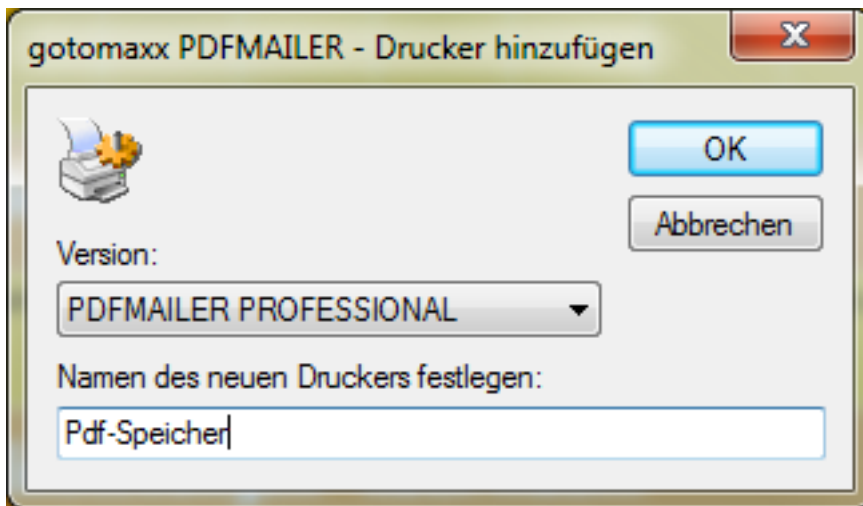 gotomaxx PDFMAILER - Drucker hinzufügen
OK
Abbrechen
Version:
PDFMAILER PROFESSIONAL
Namen des neuen Druckers festlegen:
Pdf-Speicher